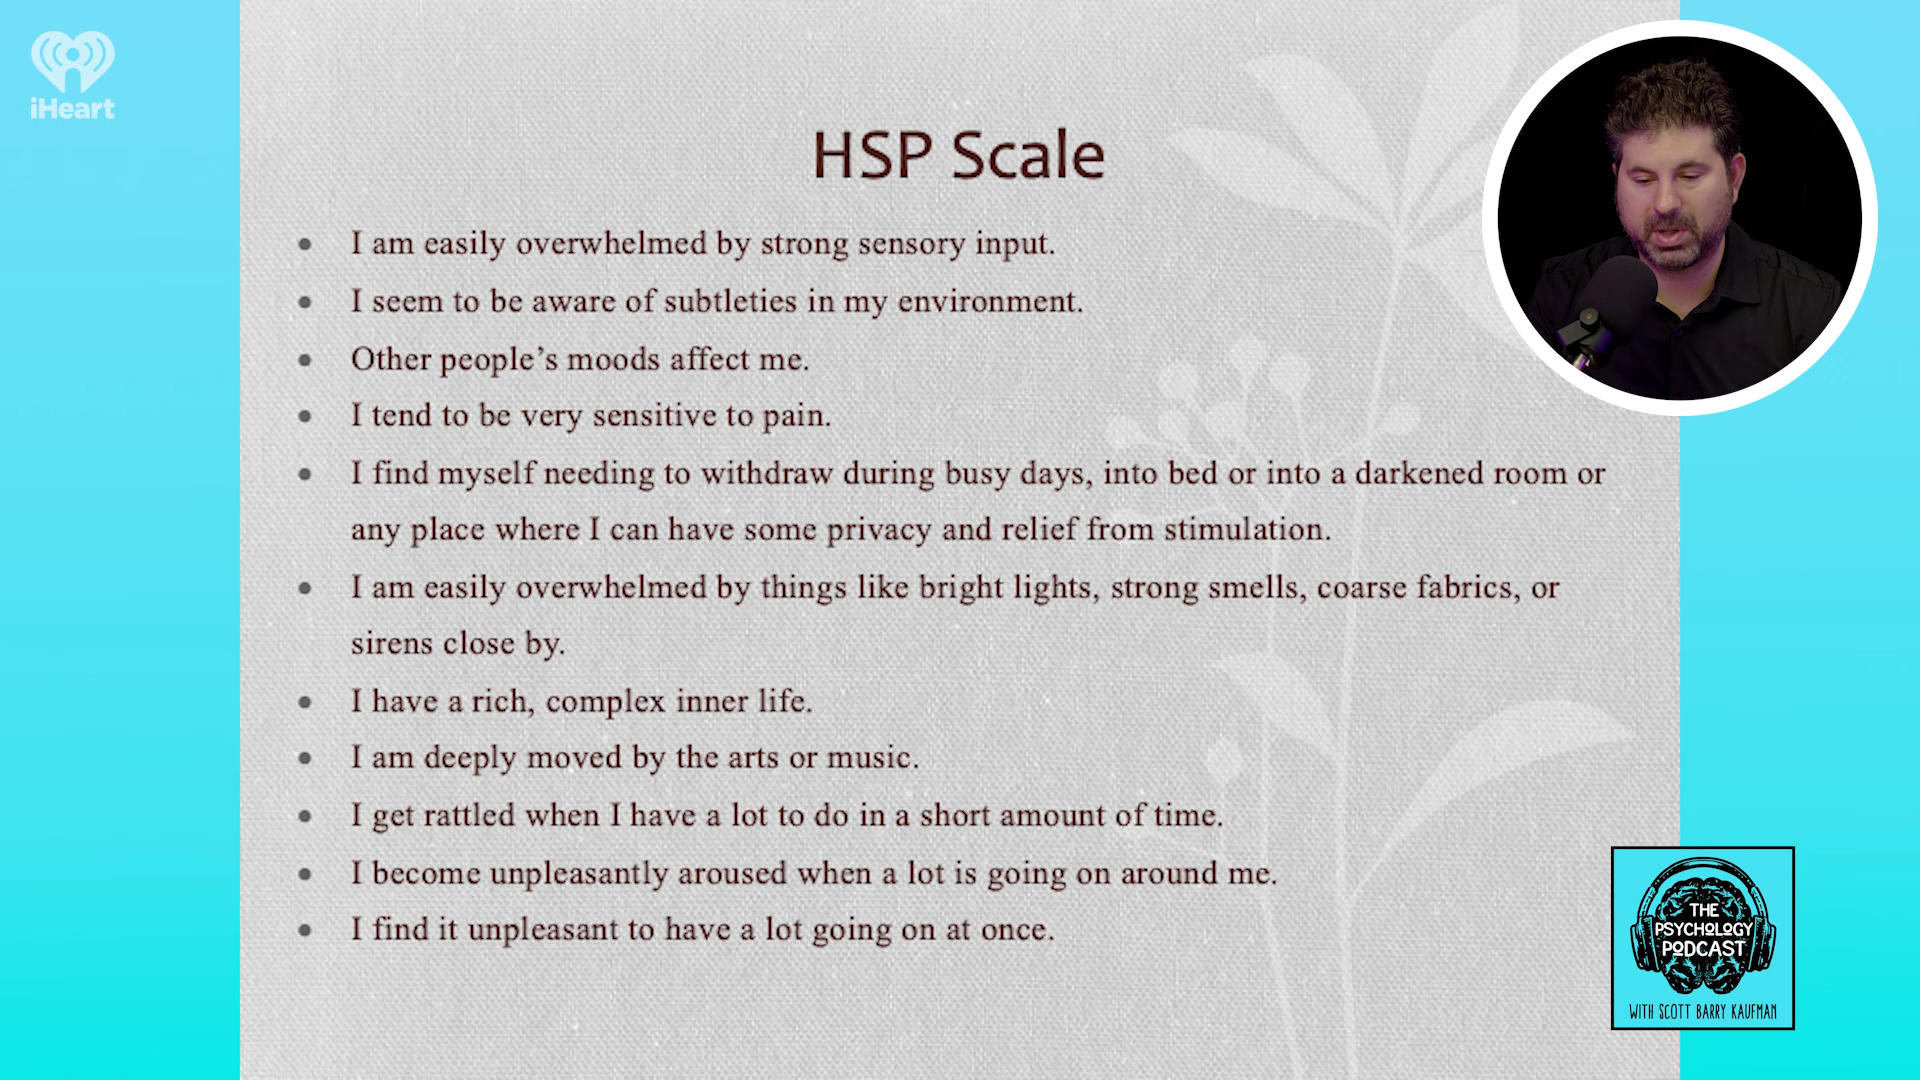 iHeart
HSP Scale
• I am easily overwhelmed by strong sensory input.
• I seem to be aware of subtleties in my environment.
• Other people’s moods affect me.
• I tend to be very sensitive to pain.
• I find myself needing to withdraw during busy days, into bed or into a darkened room or
any place where I can have some privacy and relief from stimulation.
• I am easily overwhelmed by things like bright lights, strong smells, coarse fabrics, or
sirens close by.
• I have a rich, complex inner life.
• I am deeply moved by the arts or music.
• I get rattled when I have a lot to do in a short amount of time.
• I become unpleasantly aroused when a lot is going on around me.
• I find it unpleasant to have a lot going on at once.
THE
PSYCHOLOGY
PODCAST
WITH SCOTT BARRY KAUFMAN